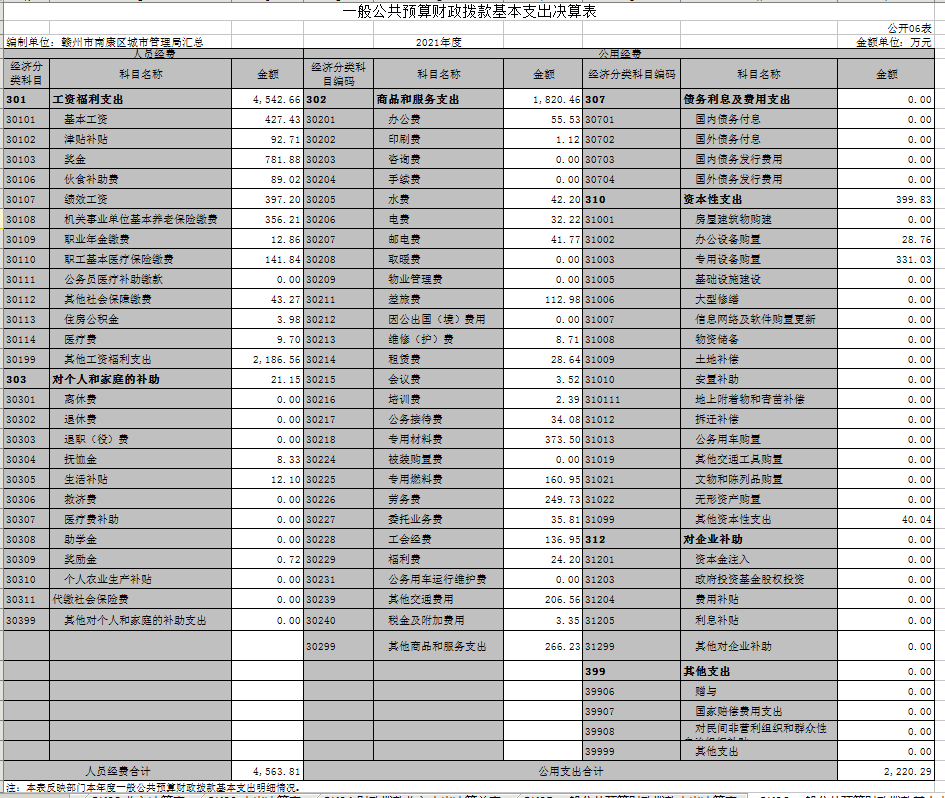 一般公共预算财政拨款基本支出决算表
公开06表
编制单位：赣州市南康区城市管理局汇总 2021年度 金额单位：万元
人员经费 公用经费
经济分类科目 科目名称 金额 经济分类科目编码 科目名称 金额 经济分类科目编码 科目名称 金额
301 工资福利支出 4,542.66 302 商品和服务支出 1,820.46 307 债务利息及费用支出 0.00
30101 基本工资 427.43 30201 办公费 55.53 30701 国内债务付息 0.00
30102 津贴补贴 92.71 30202 印刷费 1.12 30702 国外债务付息 0.00
30103 奖金 781.88 30203 咨询费 0.00 30703 国内债务发行费用 0.00
30106 伙食补助费 89.02 30204 手续费 0.00 30704 国外债务发行费用 0.00
30107 绩效工资 397.20 30205 水费 42.20 310 资本性支出 399.83
30108 机关事业单位基本养老保险缴费 356.21 30206 电费 32.22 31001 房屋建筑物购建 0.00
30109 职业年金缴费 12.86 30207 邮电费 41.77 31002 办公设备购置 28.76
30110 职工基本医疗保险缴费 141.84 30208 取暖费 0.00 31003 专用设备购置 331.03
30111 公务员医疗补助缴款 0.00 30209 物业管理费 0.00 31005 基础设施建设 0.00
30112 其他社会保障缴费 43.27 30211 差旅费 112.98 31006 大型修缮 0.00
30113 住房公积金 3.98 30212 因公出国（境）费用 0.00 31007 信息网络及软件购置更新 0.00
30114 医疗费 9.70 30213 维修（护）费 8.71 31008 物资储备 0.00
30199 其他工资福利支出 2,186.56 30214 租赁费 28.64 31009 土地补偿 0.00
303 对个人和家庭的补助 21.15 30215 会议费 3.52 31010 安置补助 0.00
30301 离休费 0.00 30216 培训费 2.39 310111 地上附着物和青苗补偿 0.00
30302 退休费 0.00 30217 公务接待费 34.08 31012 拆迁补偿 0.00
30303 退职（役）费 0.00 30218 专用材料费 373.50 31013 公务用车购置 0.00
30304 抚恤金 8.33 30224 被装购置费 0.00 31019 其他交通工具购置 0.00
30305 生活补贴 12.10 30225 专用燃料费 160.95 31021 文物和陈列品购置 0.00
30306 救济费 0.00 30226 劳务费 249.73 31022 无形资产购置 0.00
30307 医疗费补助 0.00 30227 委托业务费 35.81 31099 其他资本性支出 40.04
30308 助学金 0.00 30228 工会经费 136.95 312 对企业补助 0.00
30309 奖励金 0.72 30229 福利费 24.20 31201 资本金注入 0.00
30310 个人农业生产补贴 0.00 30231 公务用车运行维护费 0.00 31203 政府投资基金股权投资 0.00
30311 代缴社会保险费 0.00 30239 其他交通费用 206.56 31204 费用补贴 0.00
30399 其他对个人和家庭的补助支出 0.00 30240 税金及附加费用 3.35 31205 利息补贴 0.00
30299 其他商品和服务支出 266.23 31299 其他对企业补助 0.00
399 其他支出 0.00
39906 赠与 0.00
39907 国家赔偿费用支出 0.00
39908 对民间非营利组织和群众性 0.00
39999 其他支出 0.00
人员经费合计 4,563.81 公用支出合计 2,220.29
注：本表反映部门本年度一般公共预算财政拨款基本支出明细情况。